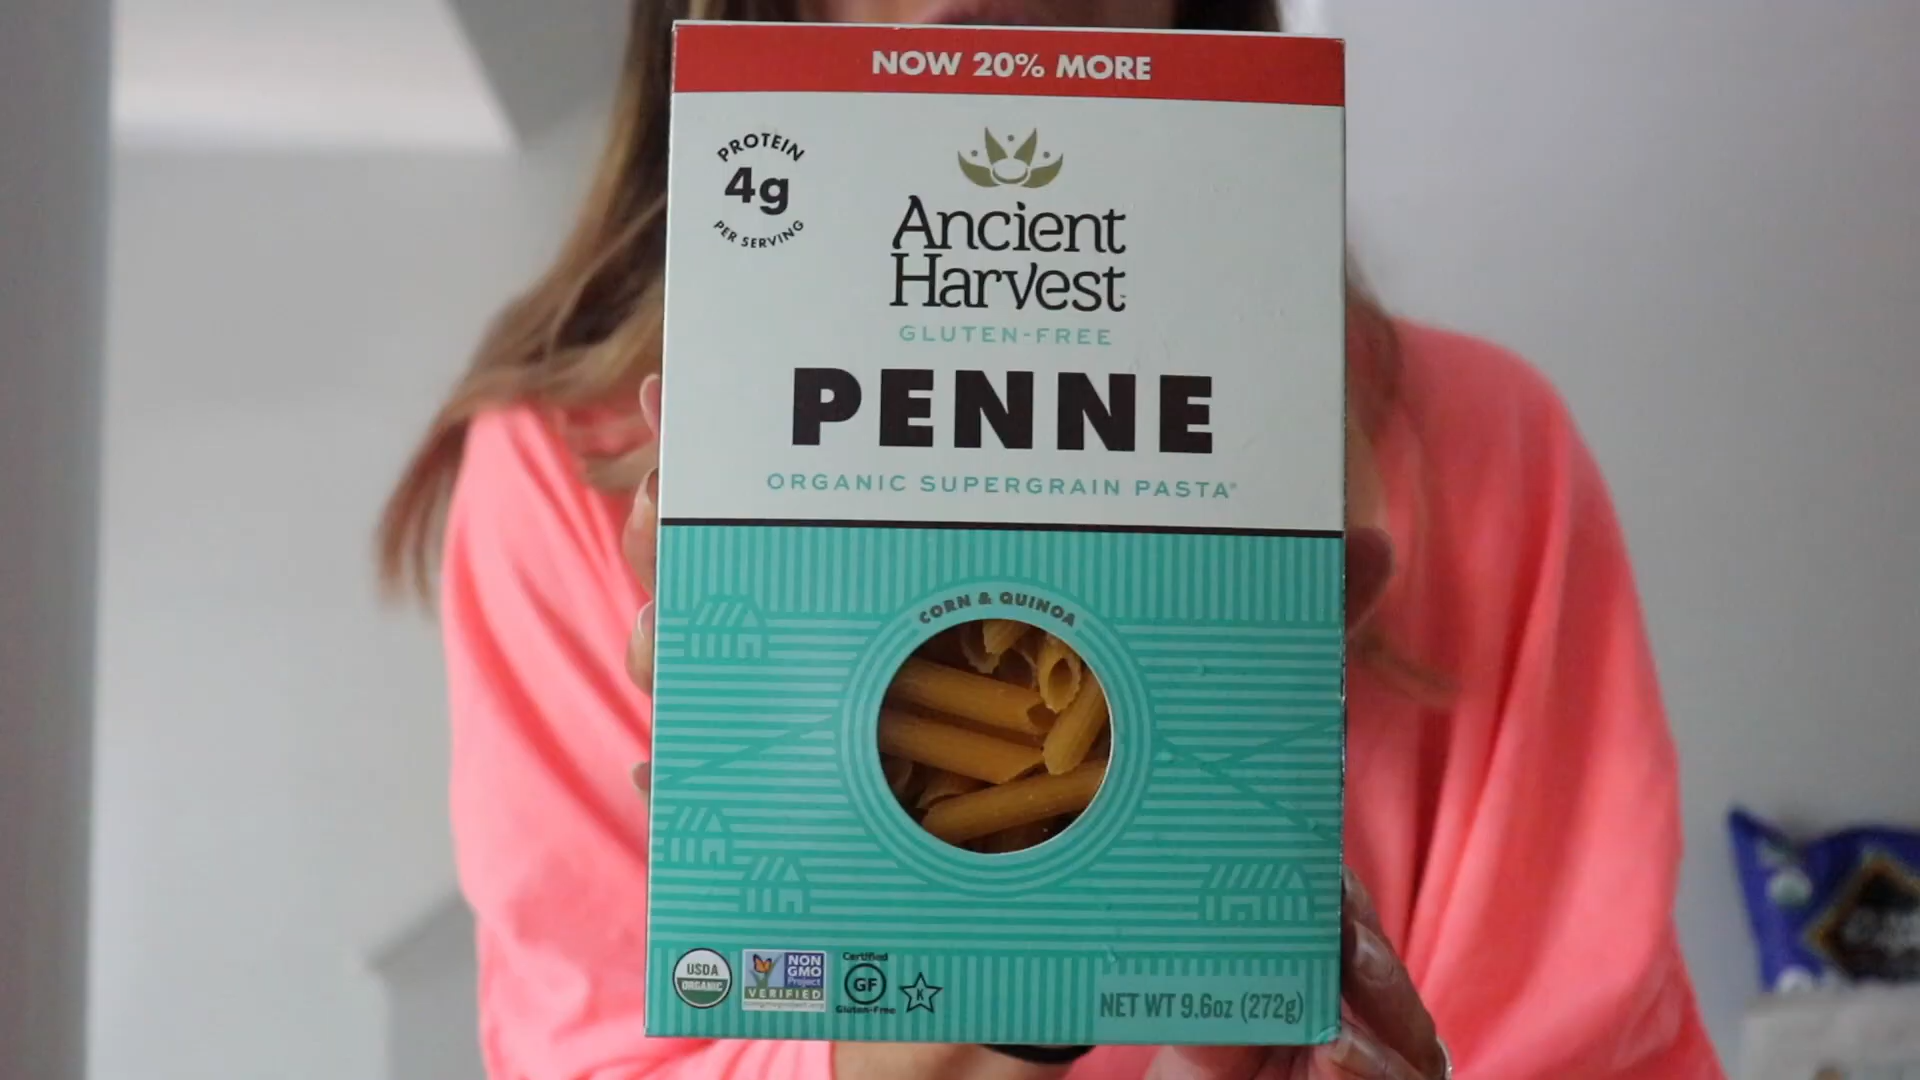 NOW 20% MORE
PROTEIN
4g
PER SERVING
Ancient
Harvest
GLUTEN-FREE
PENNE
ORGANIC SUPERGRAIN PASTA®
CORN & QUINOA
USDA
ORGANIC
NON
GMO
Project
VERIFIED
Certified
GF
Gluten-Free
K
NET WT 9.6oz (272g)